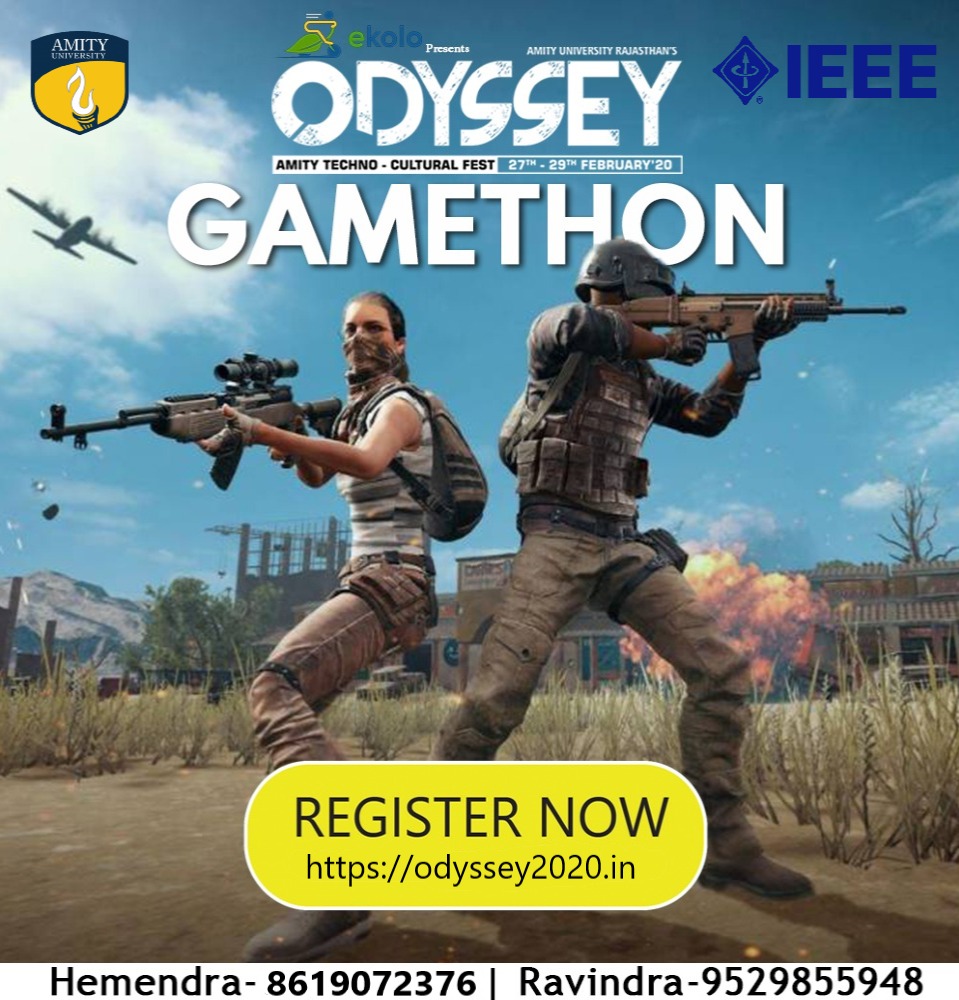 AMITY
UNIVERSITY
ekolo Presents
AMITY UNIVERSITY RAJASTHAN'S
IEEE
ODYSSEY
AMITY TECHNO - CULTURAL FEST 27TH - 29TH FEBRUARY'20
GAMETHON
REGISTER NOW
https://odyssey2020.in
Hemendra- 8619072376 | Ravindra-9529855948